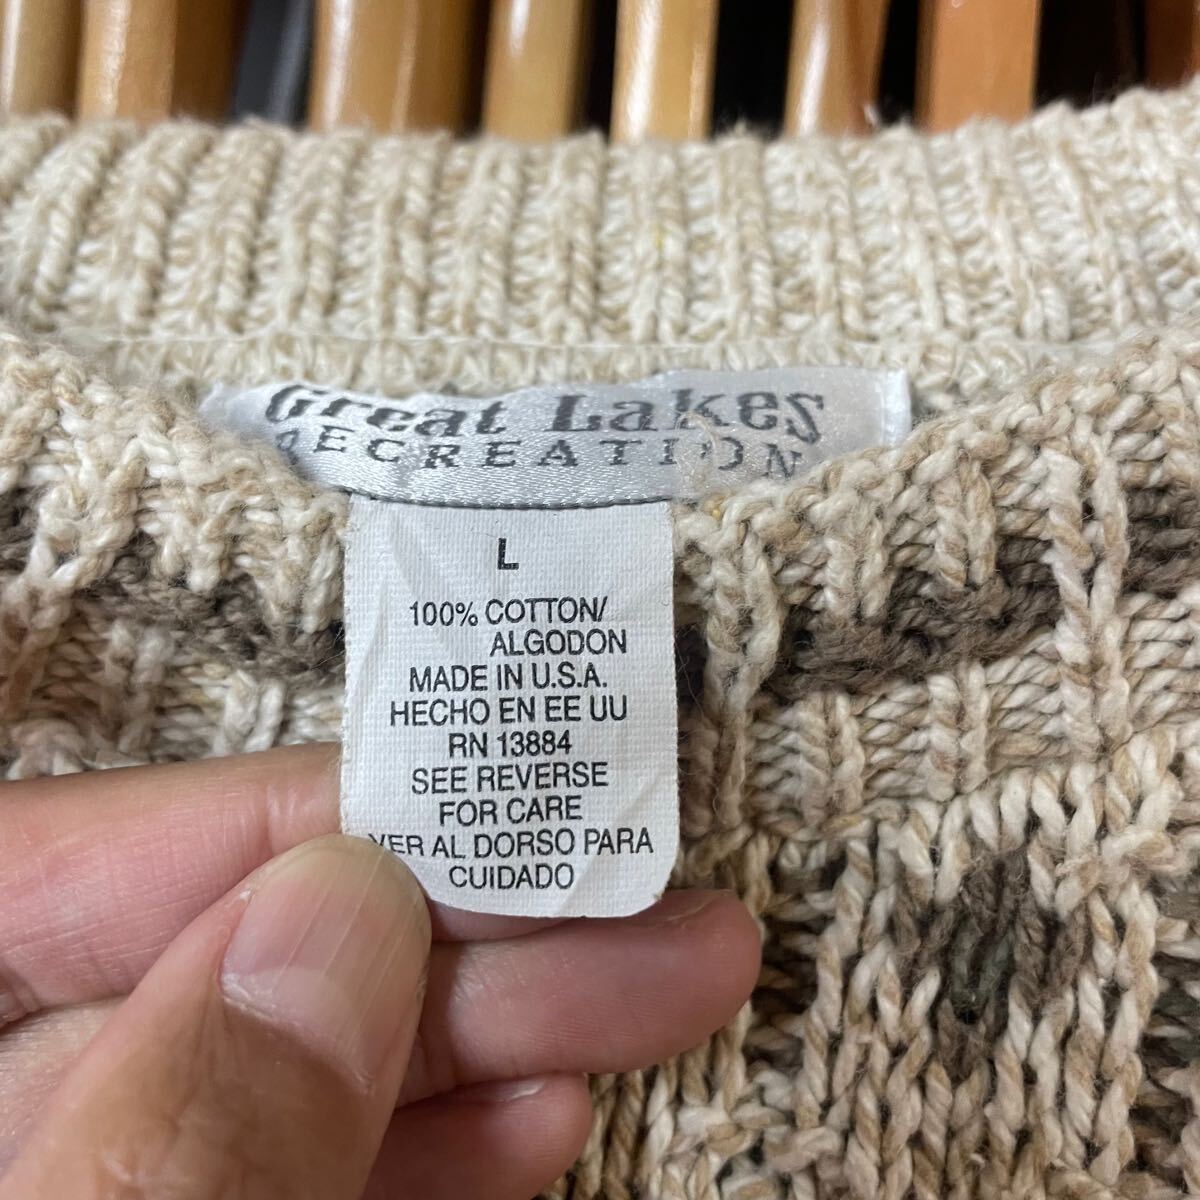 Great Lakes
RECREATION
L
100% COTTON/
ALGODON
MADE IN U.S.A.
HECHO EN EE UU
RN 13884
SEE REVERSE
FOR CARE
VER AL DORSO PARA
CUIDADO